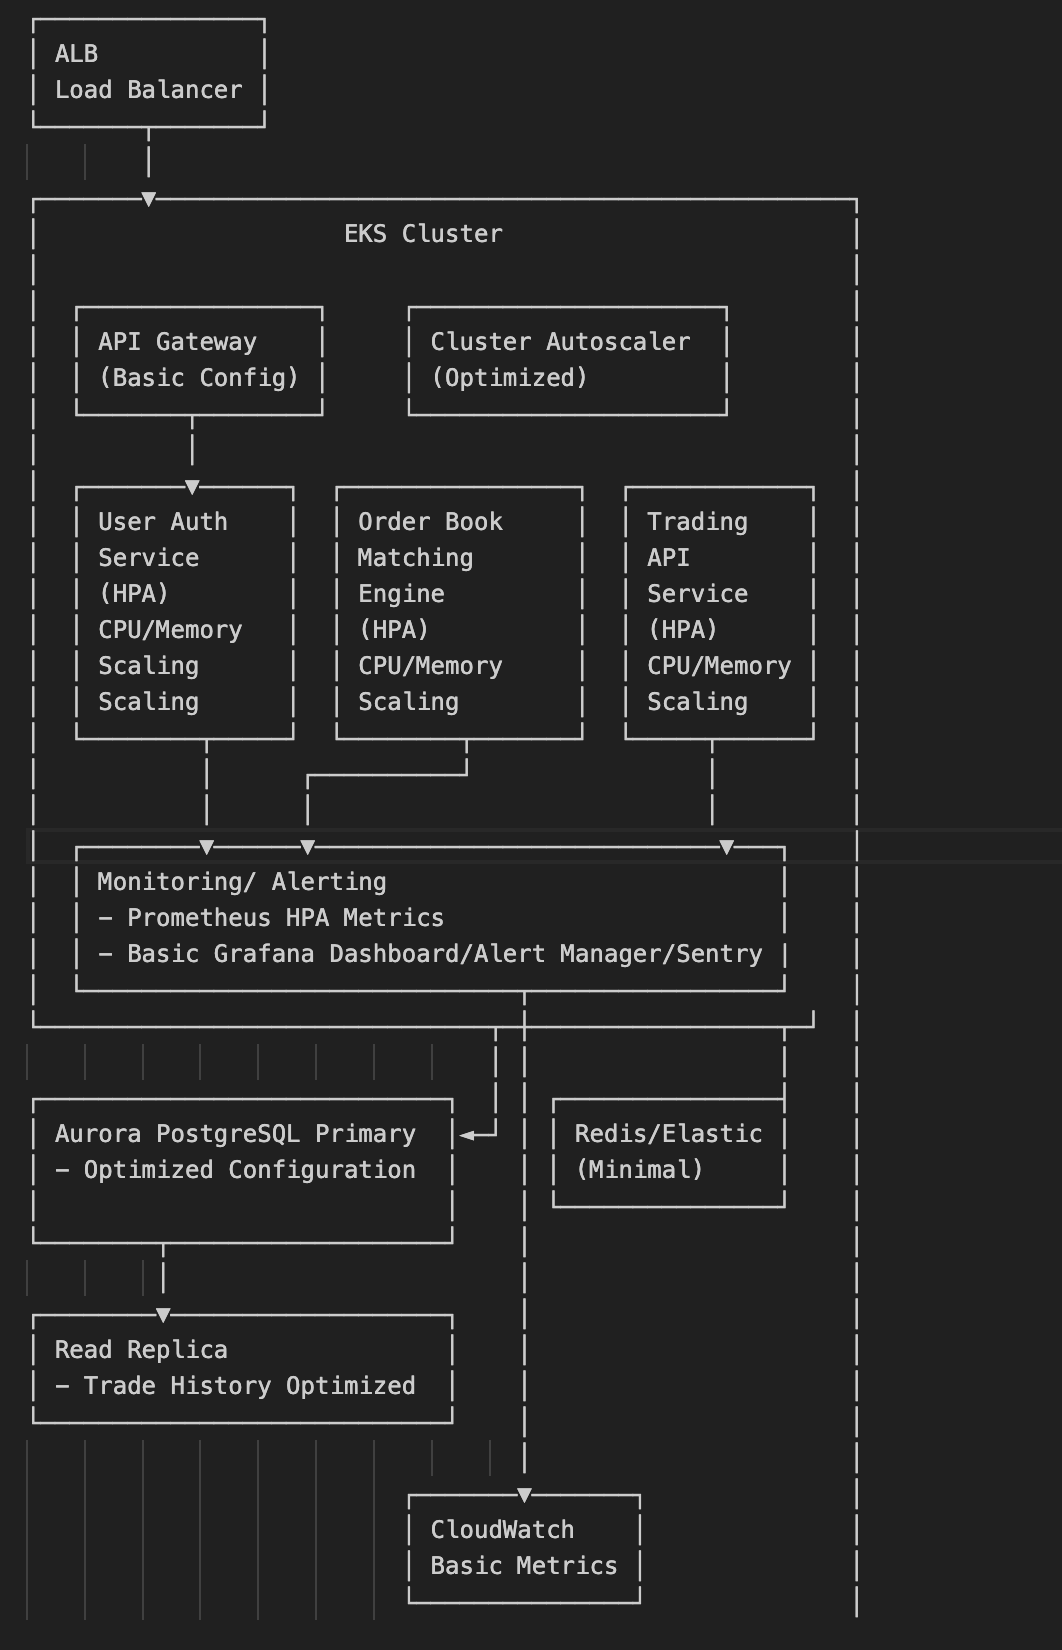 ALB
Load Balancer
EKS Cluster
API Gateway
(Basic Config)
Cluster Autoscaler
(Optimized)
User Auth
Service
(HPA)
CPU/Memory
Scaling
Scaling
Order Book
Matching
Engine
(HPA)
CPU/Memory
Scaling
Trading
API
Service
(HPA)
CPU/Memory
Scaling
Monitoring/ Alerting
- Prometheus HPA Metrics
- Basic Grafana Dashboard/Alert Manager/Sentry
Aurora PostgreSQL Primary
- Optimized Configuration
Redis/Elastic
(Minimal)
Read Replica
- Trade History Optimized
CloudWatch
Basic Metrics